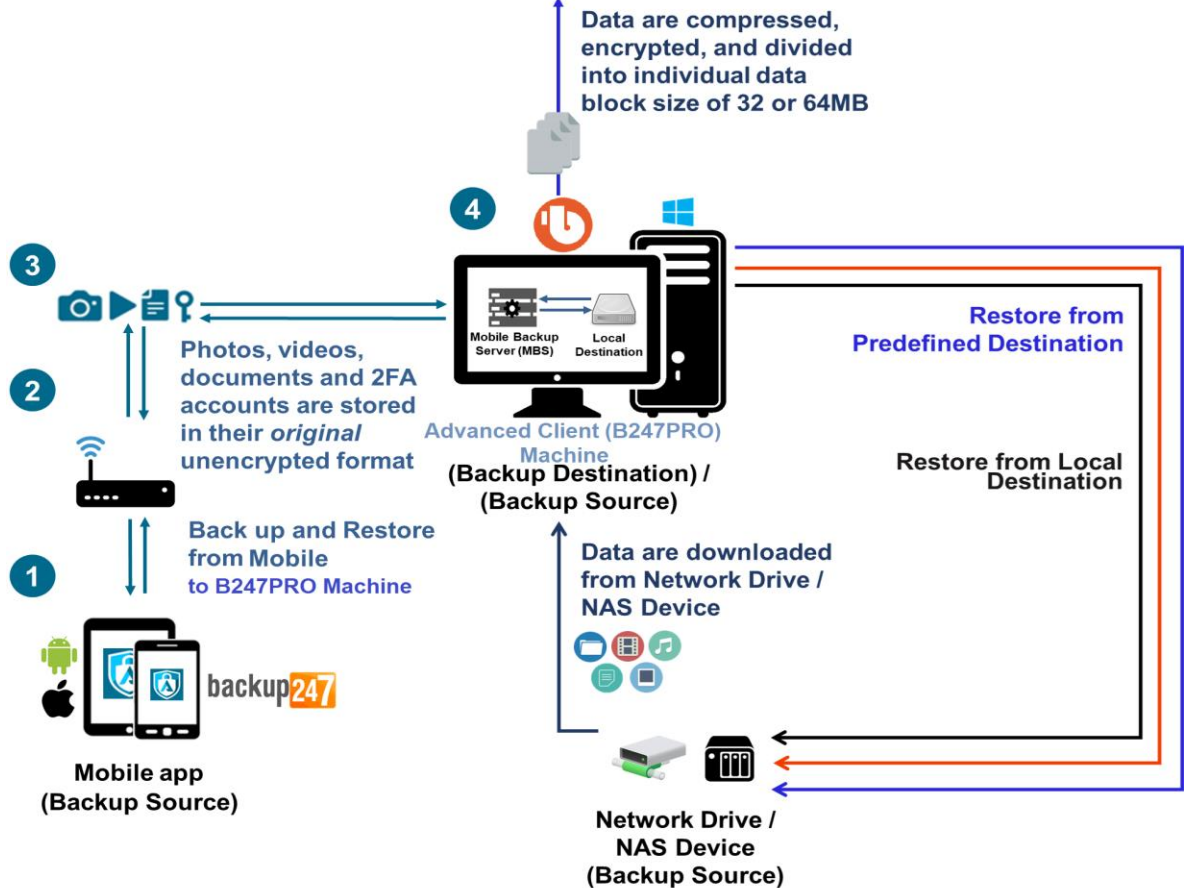 Data are compressed,
encrypted, and divided
into individual data
block size of 32 or 64MB
4
3
Mobile Backup
Server (MBS)
Local
Destination
Restore from
Predefined Destination
Photos, videos,
documents and 2FA
accounts are stored
in their original
unencrypted format
2
Advanced Client (B247PRO)
Machine
(Backup Destination) /
(Backup Source)
Restore from Local
Destination
Back up and Restore
from Mobile
to B247PRO Machine
1
Data are downloaded
from Network Drive /
NAS Device
backup247
Mobile app
(Backup Source)
Network Drive /
NAS Device
(Backup Source)